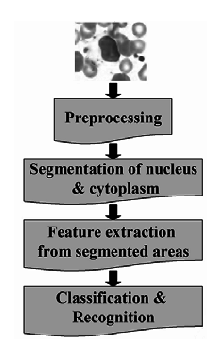 Preprocessing
Segmentation of nucleus
& cytoplasm
Feature extraction
from segmented areas
Classification &
Recognition